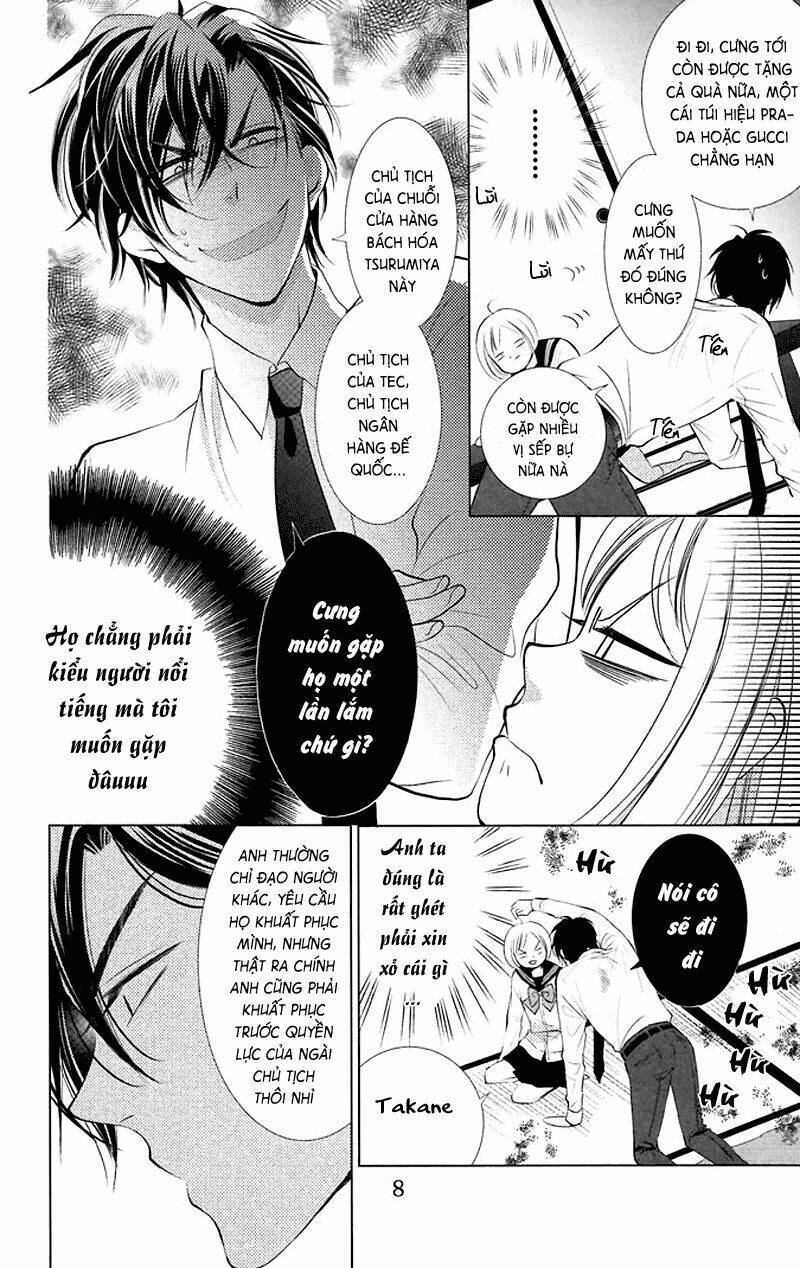 ĐI ĐI, CƯNG TỚI
CÒN ĐƯỢC TẶNG
CẢ QUÀ NỮA, MỘT
CÁI TÚI HIỆU PRA-
DA HOẶC GUCCI
CHẲNG HẠN
CƯNG
MUỐN
MẤY THỨ
ĐÓ ĐÚNG
KHÔNG?
.........
Lùi
Lùi
Tiến
Tiến
CÒN ĐƯỢC
GẶP NHIỀU
VỊ SẾP BỰ
NỮA NÀ
CHỦ TỊCH
CỦA CHUỖI
CỬA HÀNG
BÁCH HÓA
TSURUMIYA
NÀY
CHỦ TỊCH
CỦA TEC,
CHỦ TỊCH
NGÂN
HÀNG ĐẾ
QUỐC...
Cưng
muốn gặp
họ một
lần lắm
chứ gì?
Họ chẳng phải
kiểu người nổi
tiếng mà tôi
muốn gặp
đâuuu
Nói cô
sẽ đi
đi
Hừ
Hừ
Hừ
Hừ
Hừ
Hừ
Anh ta
đúng là
rất ghét
phải xin
xỏ cái gì
...
Takane
ANH THƯỜNG
CHỈ ĐẠO NGƯỜI
KHÁC, YÊU CẦU
HỌ KHUẤT PHỤC
MÌNH, NHƯNG
THẬT RA CHÍNH
ANH CŨNG PHẢI
KHUẤT PHỤC
TRƯỚC QUYỀN
LỰC CỦA NGÀI
CHỦ TỊCH
THÔI NHỈ
8